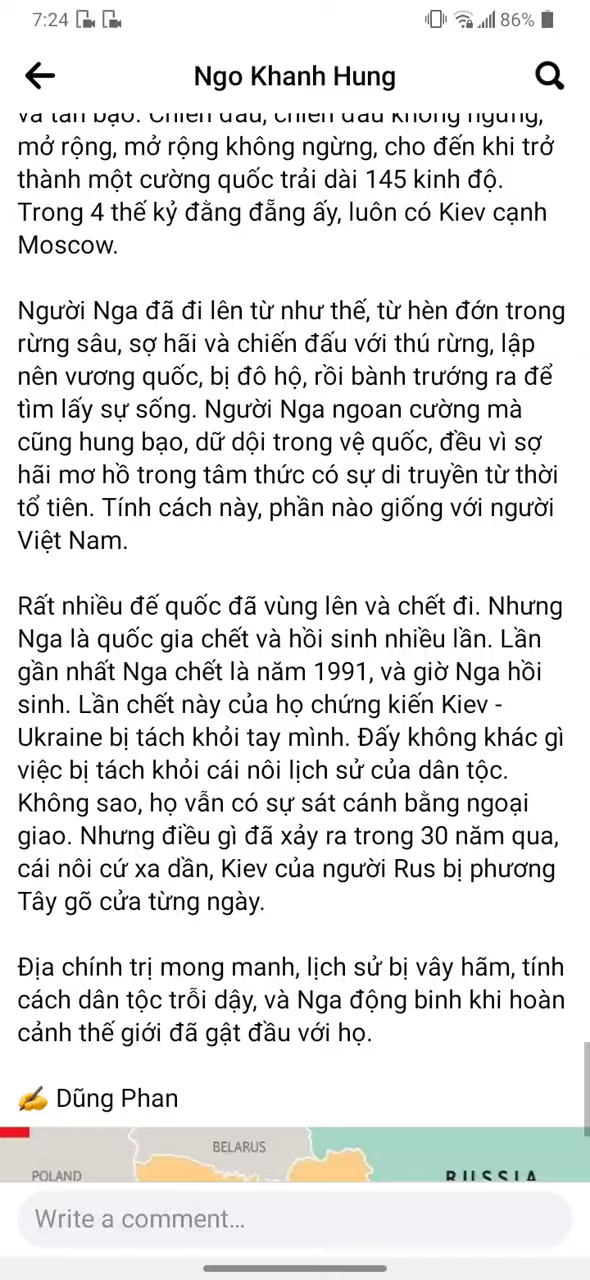 7:24 86%
Ngo Khanh Hung
và tàn bạo. Chiến đấu, chiến đấu không ngừng,
mở rộng, mở rộng không ngừng, cho đến khi trở
thành một cường quốc trải dài 145 kinh độ.
Trong 4 thế kỷ đằng đẵng ấy, luôn có Kiev cạnh
Moscow.
Người Nga đã đi lên từ như thế, từ hèn đớn trong
rừng sâu, sợ hãi và chiến đấu với thú rừng, lập
nên vương quốc, bị đô hộ, rồi bành trướng ra để
tìm lấy sự sống. Người Nga ngoan cường mà
cũng hung bạo, dữ dội trong vệ quốc, đều vì sợ
hãi mơ hồ trong tâm thức có sự di truyền từ thời
tổ tiên. Tính cách này, phần nào giống với người
Việt Nam.
Rất nhiều đế quốc đã vùng lên và chết đi. Nhưng
Nga là quốc gia chết và hồi sinh nhiều lần. Lần
gần nhất Nga chết là năm 1991, và giờ Nga hồi
sinh. Lần chết này của họ chứng kiến Kiev -
Ukraine bị tách khỏi tay mình. Đấy không khác gì
việc bị tách khỏi cái nôi lịch sử của dân tộc.
Không sao, họ vẫn có sự sát cánh bằng ngoại
giao. Nhưng điều gì đã xảy ra trong 30 năm qua,
cái nôi cứ xa dần, Kiev của người Rus bị phương
Tây gõ cửa từng ngày.
Địa chính trị mong manh, lịch sử bị vây hãm, tính
cách dân tộc trỗi dậy, và Nga động binh khi hoàn
cảnh thế giới đã gật đầu với họ.
✍️ Dũng Phan
BELARUS
POLAND
RUSSIA
Write a comment...